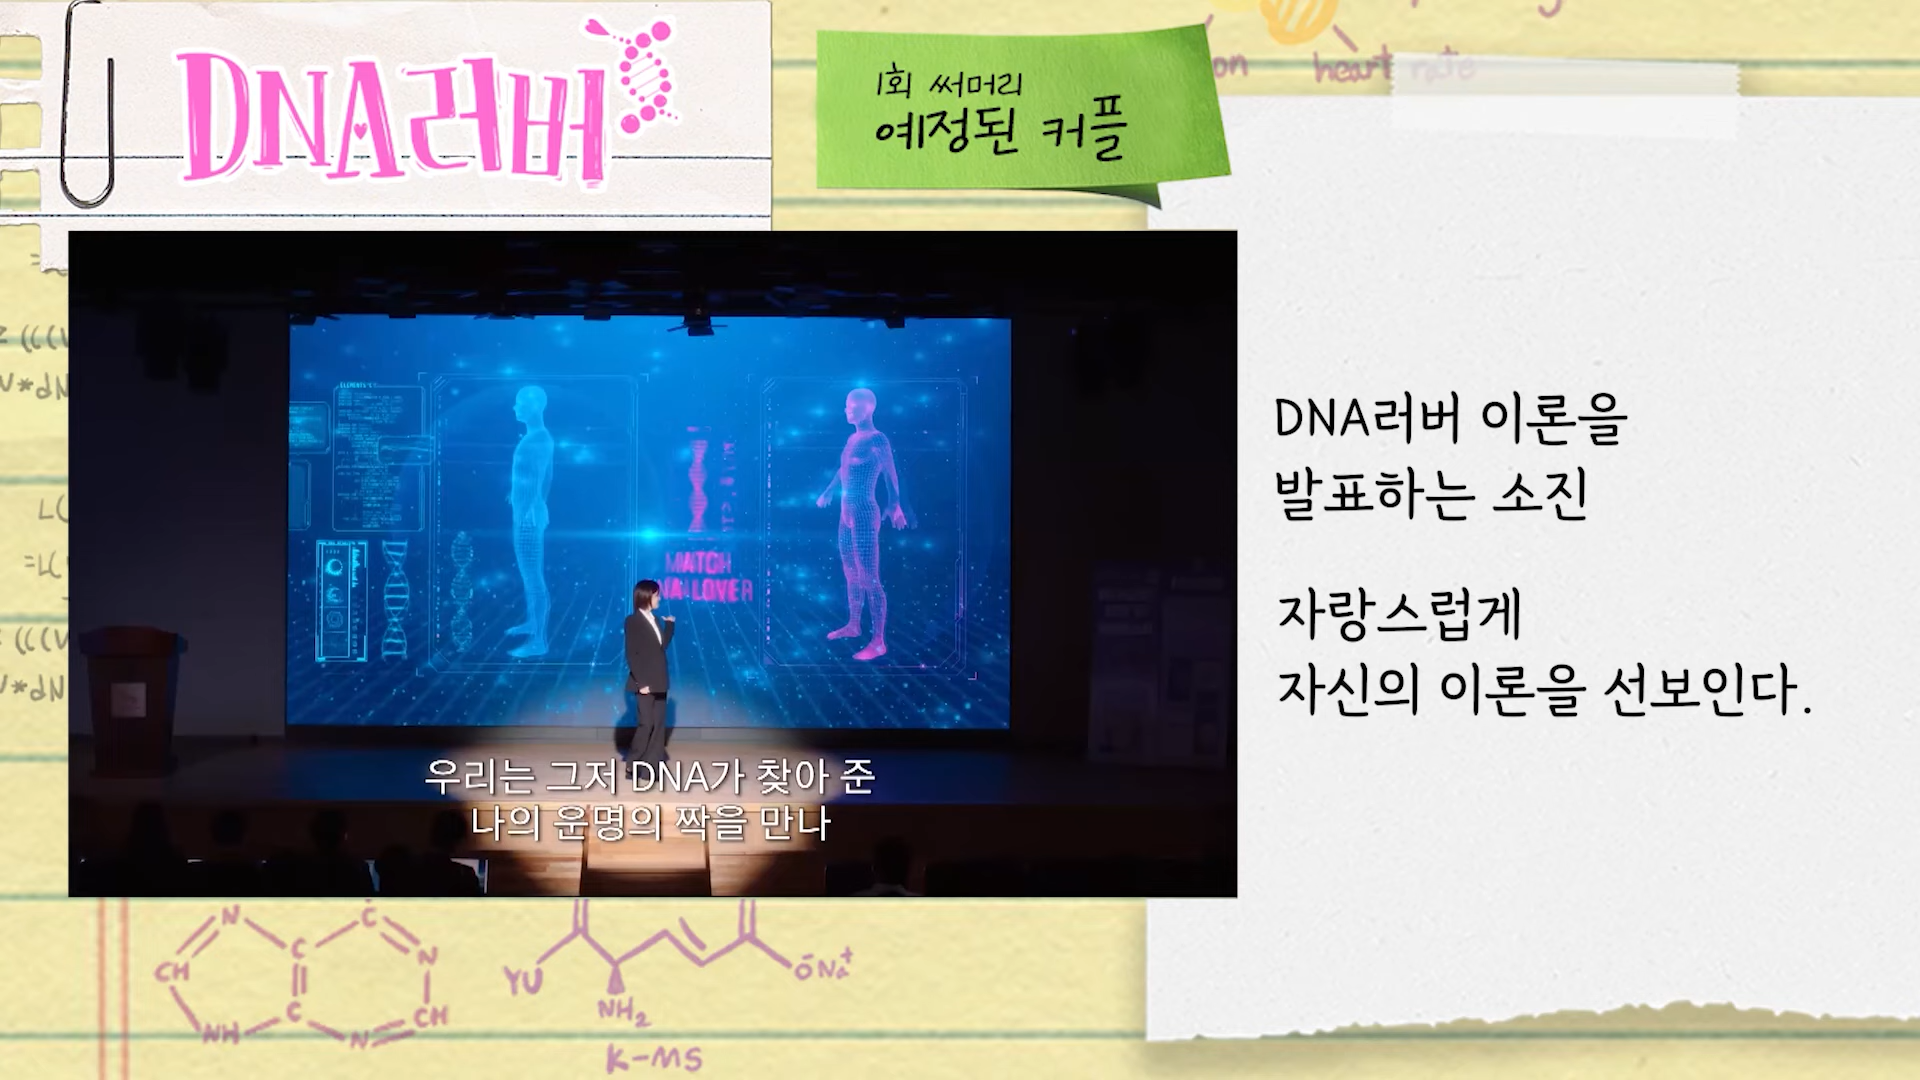 DNA러버
1회 써머리
예정된 커플
heart rate
DNA러버 이론을
발표하는 소진
자랑스럽게
자신의 이론을 선보인다.
MATCH
DNA LOVER
우리는 그저 DNA가 찾아 준
나의 운명의 짝을 만나
N
C
C
N
CH
C
CH
NH
N
YU
NH₂
ŌNa⁺
K-MS